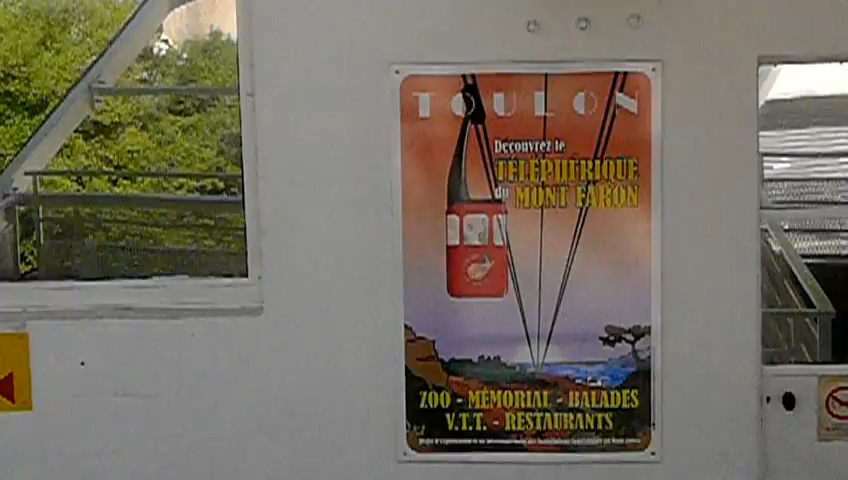 TOULON
Découvrez le
TÉLÉPHÉRIQUE
du MONT FARON
ZOO - MÉMORIAL - BALADES
V.T.T. - RESTAURANTS